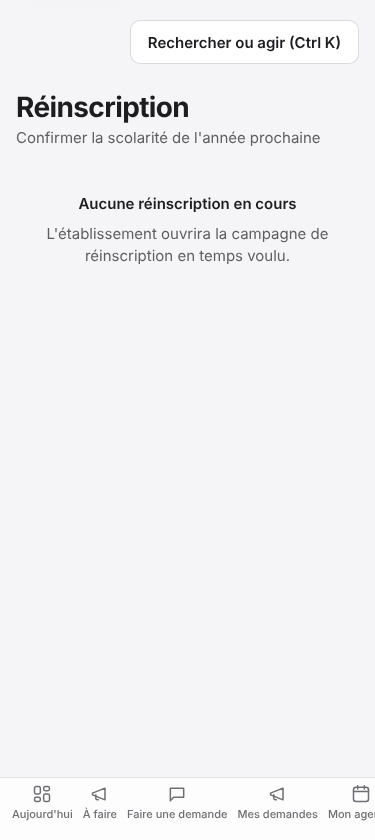 Rechercher ou agir (Ctrl K)
Réinscription
Confirmer la scolarité de l'année prochaine
Aucune réinscription en cours
L'établissement ouvrira la campagne de
réinscription en temps voulu.
Aujourd'hui À faire Faire une demande Mes demandes Mon